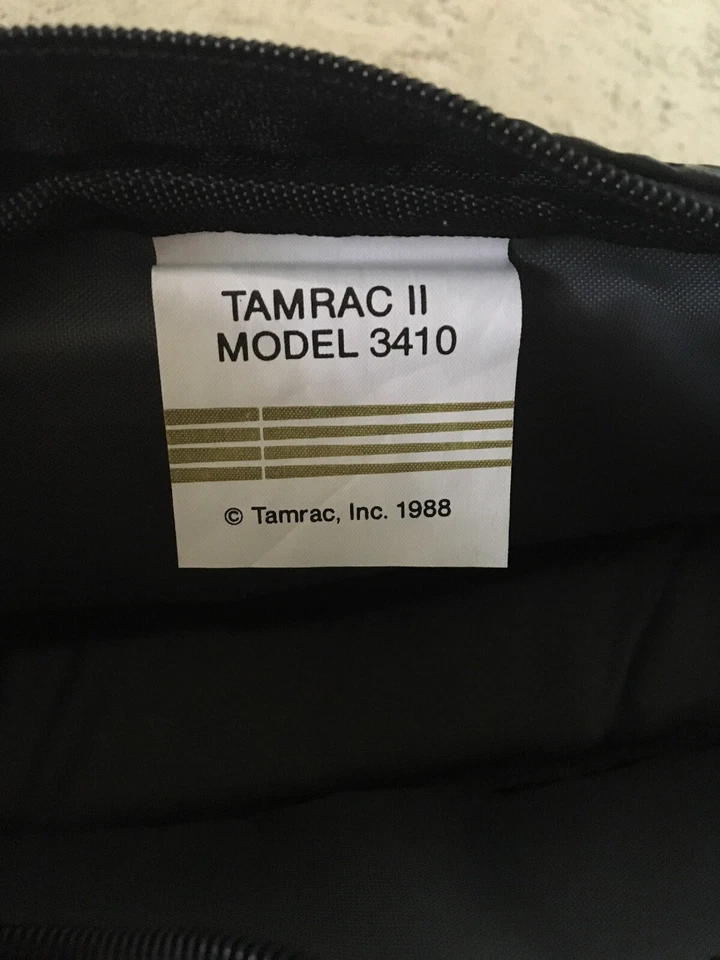 TAMRAC II
MODEL 3410
© Tamrac, Inc. 1988